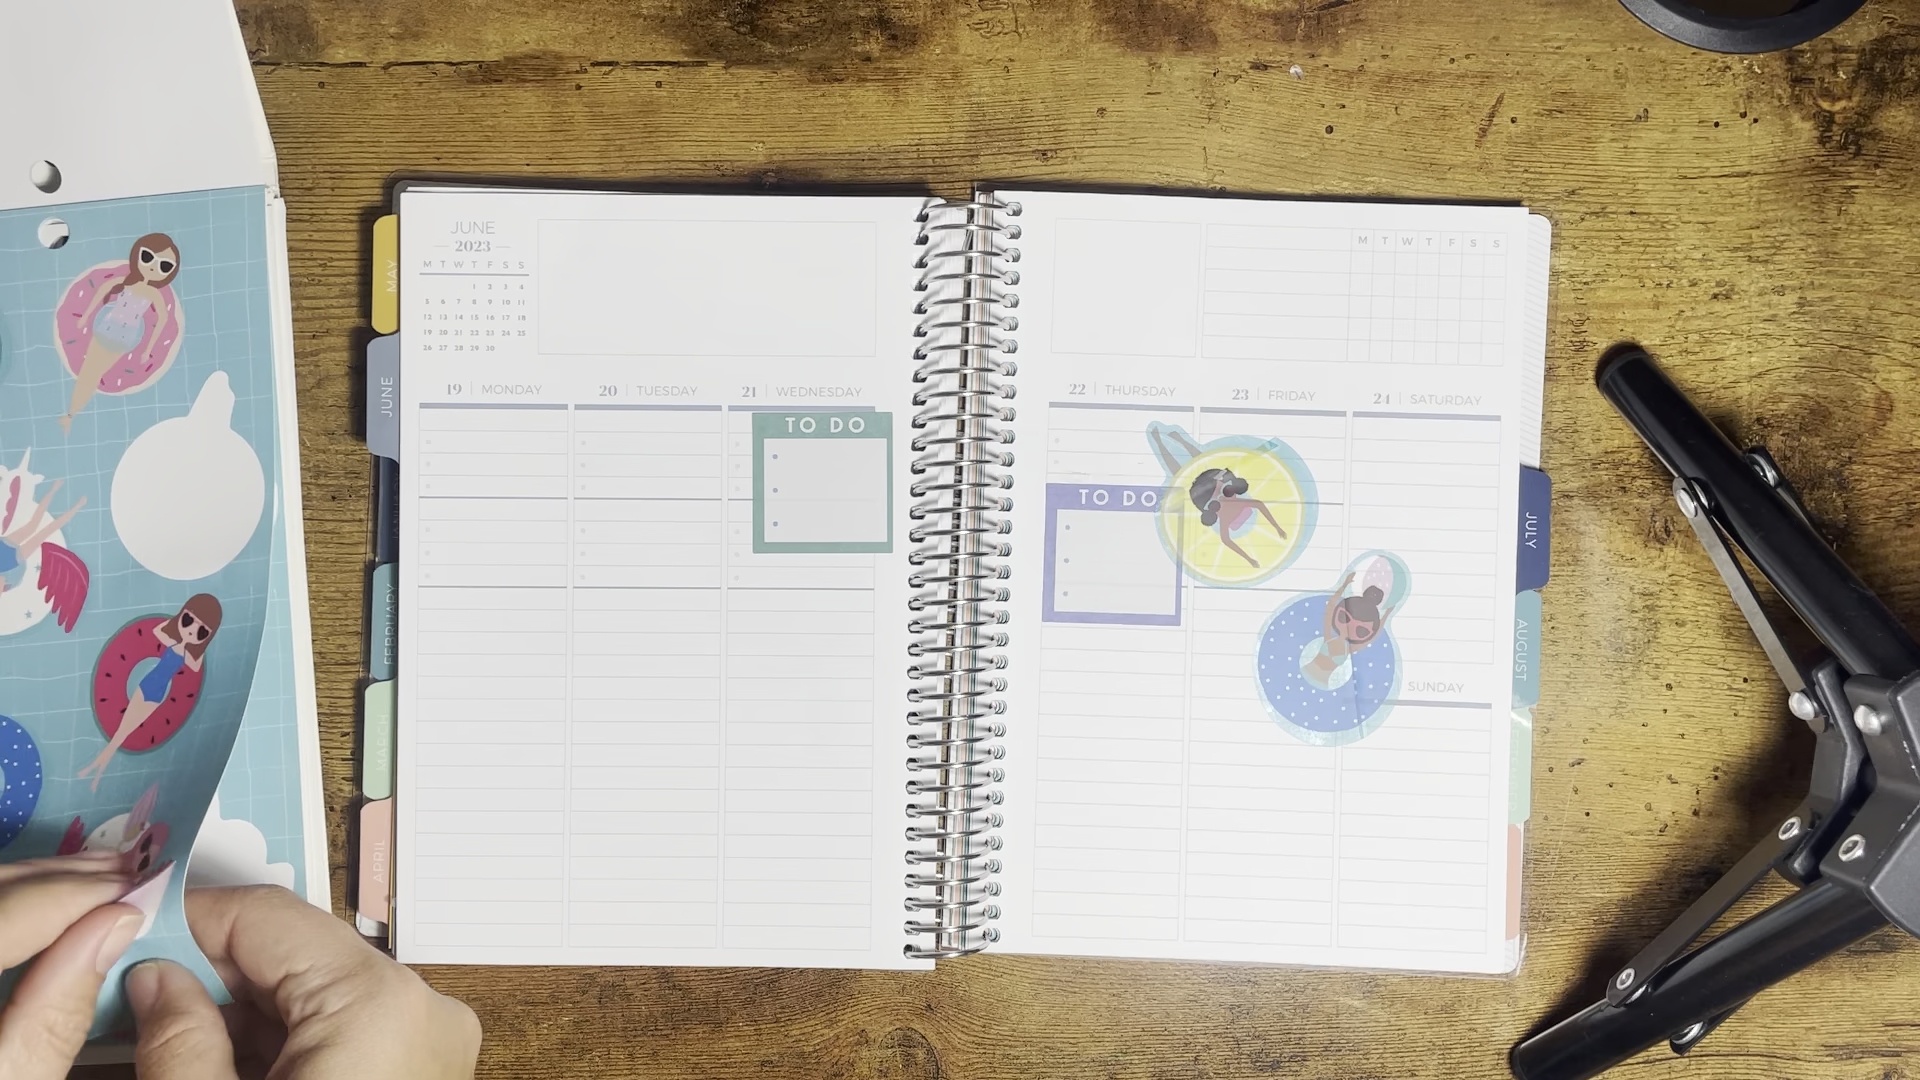 JUNE
2023
M T W T F S S
1 2 3 4
5 6 7 8 9 10 11
12 13 14 15 16 17 18
19 20 21 22 23 24 25
26 27 28 29 30
M T W T F S S
19 | MONDAY
20 | TUESDAY
21 | WEDNESDAY
22 | THURSDAY
23 | FRIDAY
24 | SATURDAY
TO DO
TO DO
SUNDAY
MAY
JUNE
FEBRUARY
MARCH
APRIL
JULY
AUGUST